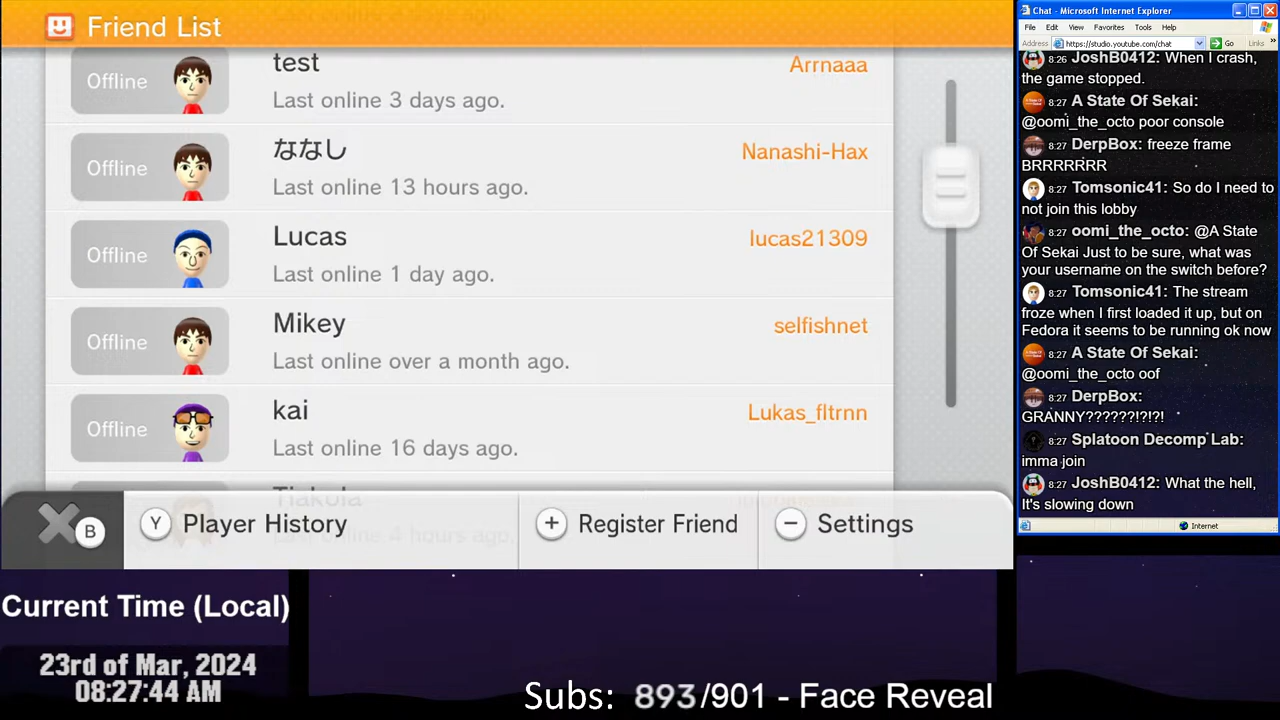 Friend List
Offline
test
Arrnaaa
Last online 3 days ago.
Offline
ななし
Nanashi-Hax
Last online 13 hours ago.
Offline
Lucas
lucas21309
Last online 1 day ago.
Offline
Mikey
selfishnet
Last online over a month ago.
Offline
kai
Lukas_fltrnn
Last online 16 days ago.
Tiakola
Last online 4 hours ago.
B
Y Player History
+ Register Friend
− Settings
Current Time (Local)
23rd of Mar, 2024
08:27:44 AM
Subs: 893/901 - Face Reveal
Chat - Microsoft Internet Explorer
File Edit View Favorites Tools Help
Address https://studio.youtube.com/chat Go Links »
8:26 JoshB0412: When I crash,
the game stopped.
8:27 A State Of Sekai:
@oomi_the_octo poor console
8:27 DerpBox: freeze frame
BRRRRRRR
8:27 Tomsonic41: So do I need to
not join this lobby
8:27 oomi_the_octo: @A State
Of Sekai Just to be sure, what was
your username on the switch before?
8:27 Tomsonic41: The stream
froze when I first loaded it up, but on
Fedora it seems to be running ok now
8:27 A State Of Sekai:
@oomi_the_octo oof
8:27 DerpBox:
GRANNY??????!?!?!
8:27 Splatoon Decomp Lab:
imma join
8:27 JoshB0412: What the hell,
It's slowing down
Internet